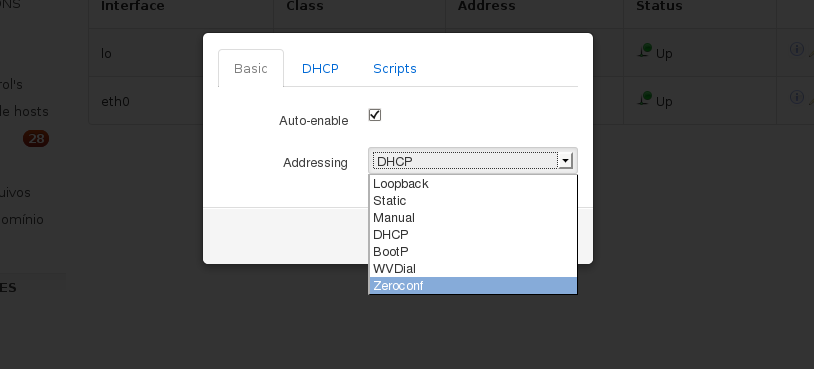 ONS
Interface Class Address Status
lo Up
rol's
eth0 Up
e hosts
28
uivos
omínio
ES
Basic DHCP Scripts
Auto-enable
Addressing DHCP
Loopback
Static
Manual
DHCP
BootP
WVDial
Zeroconf